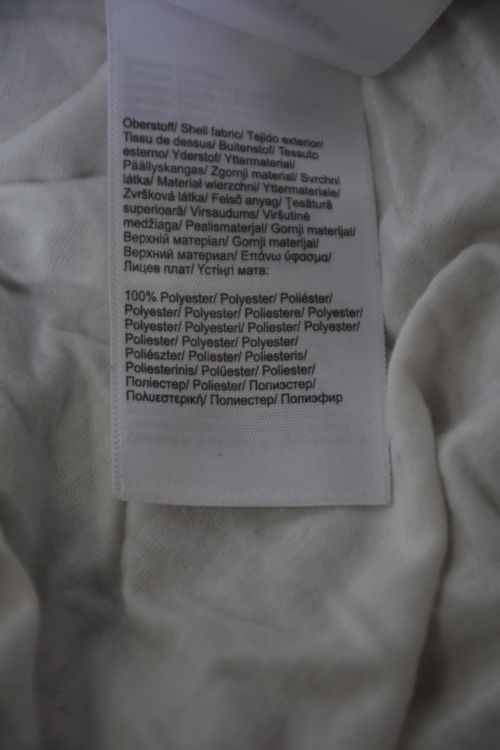 Oberstoff/ Shell fabric/ Tejido exterior/
Tissu de dessus/ Buitenstof/ Tessuto
esterno/ Yderstof/ Yttermaterial/
Päällyskangas/ Zgornji material/ Svrchní
látka/ Materiał wierzchni/ Yttermateriale/
Zvršková látka/ Felső anyag/ Țesătură
superioară/ Virsaudums/ Viršutinė
medžiaga/ Pealismaterjal/ Gornji materijal/
Верхній матеріал/ Gornji materijal/
Верхний материал/ Επάνω ύφασμα/
Лицев плат/ Үстіңгі мата:
100% Polyester/ Polyester/ Poliéster/
Polyester/ Polyester/ Poliestere/ Polyester/
Polyester/ Polyesteri/ Poliester/ Polyester/
Poliester/ Polyester/ Polyester/
Poliészter/ Poliester/ Poliesteris/
Poliesterinis/ Polüester/ Poliester/
Поліестер/ Poliester/ Полиэстер/
Πολυεστερική/ Полиестер/ Полиэфир